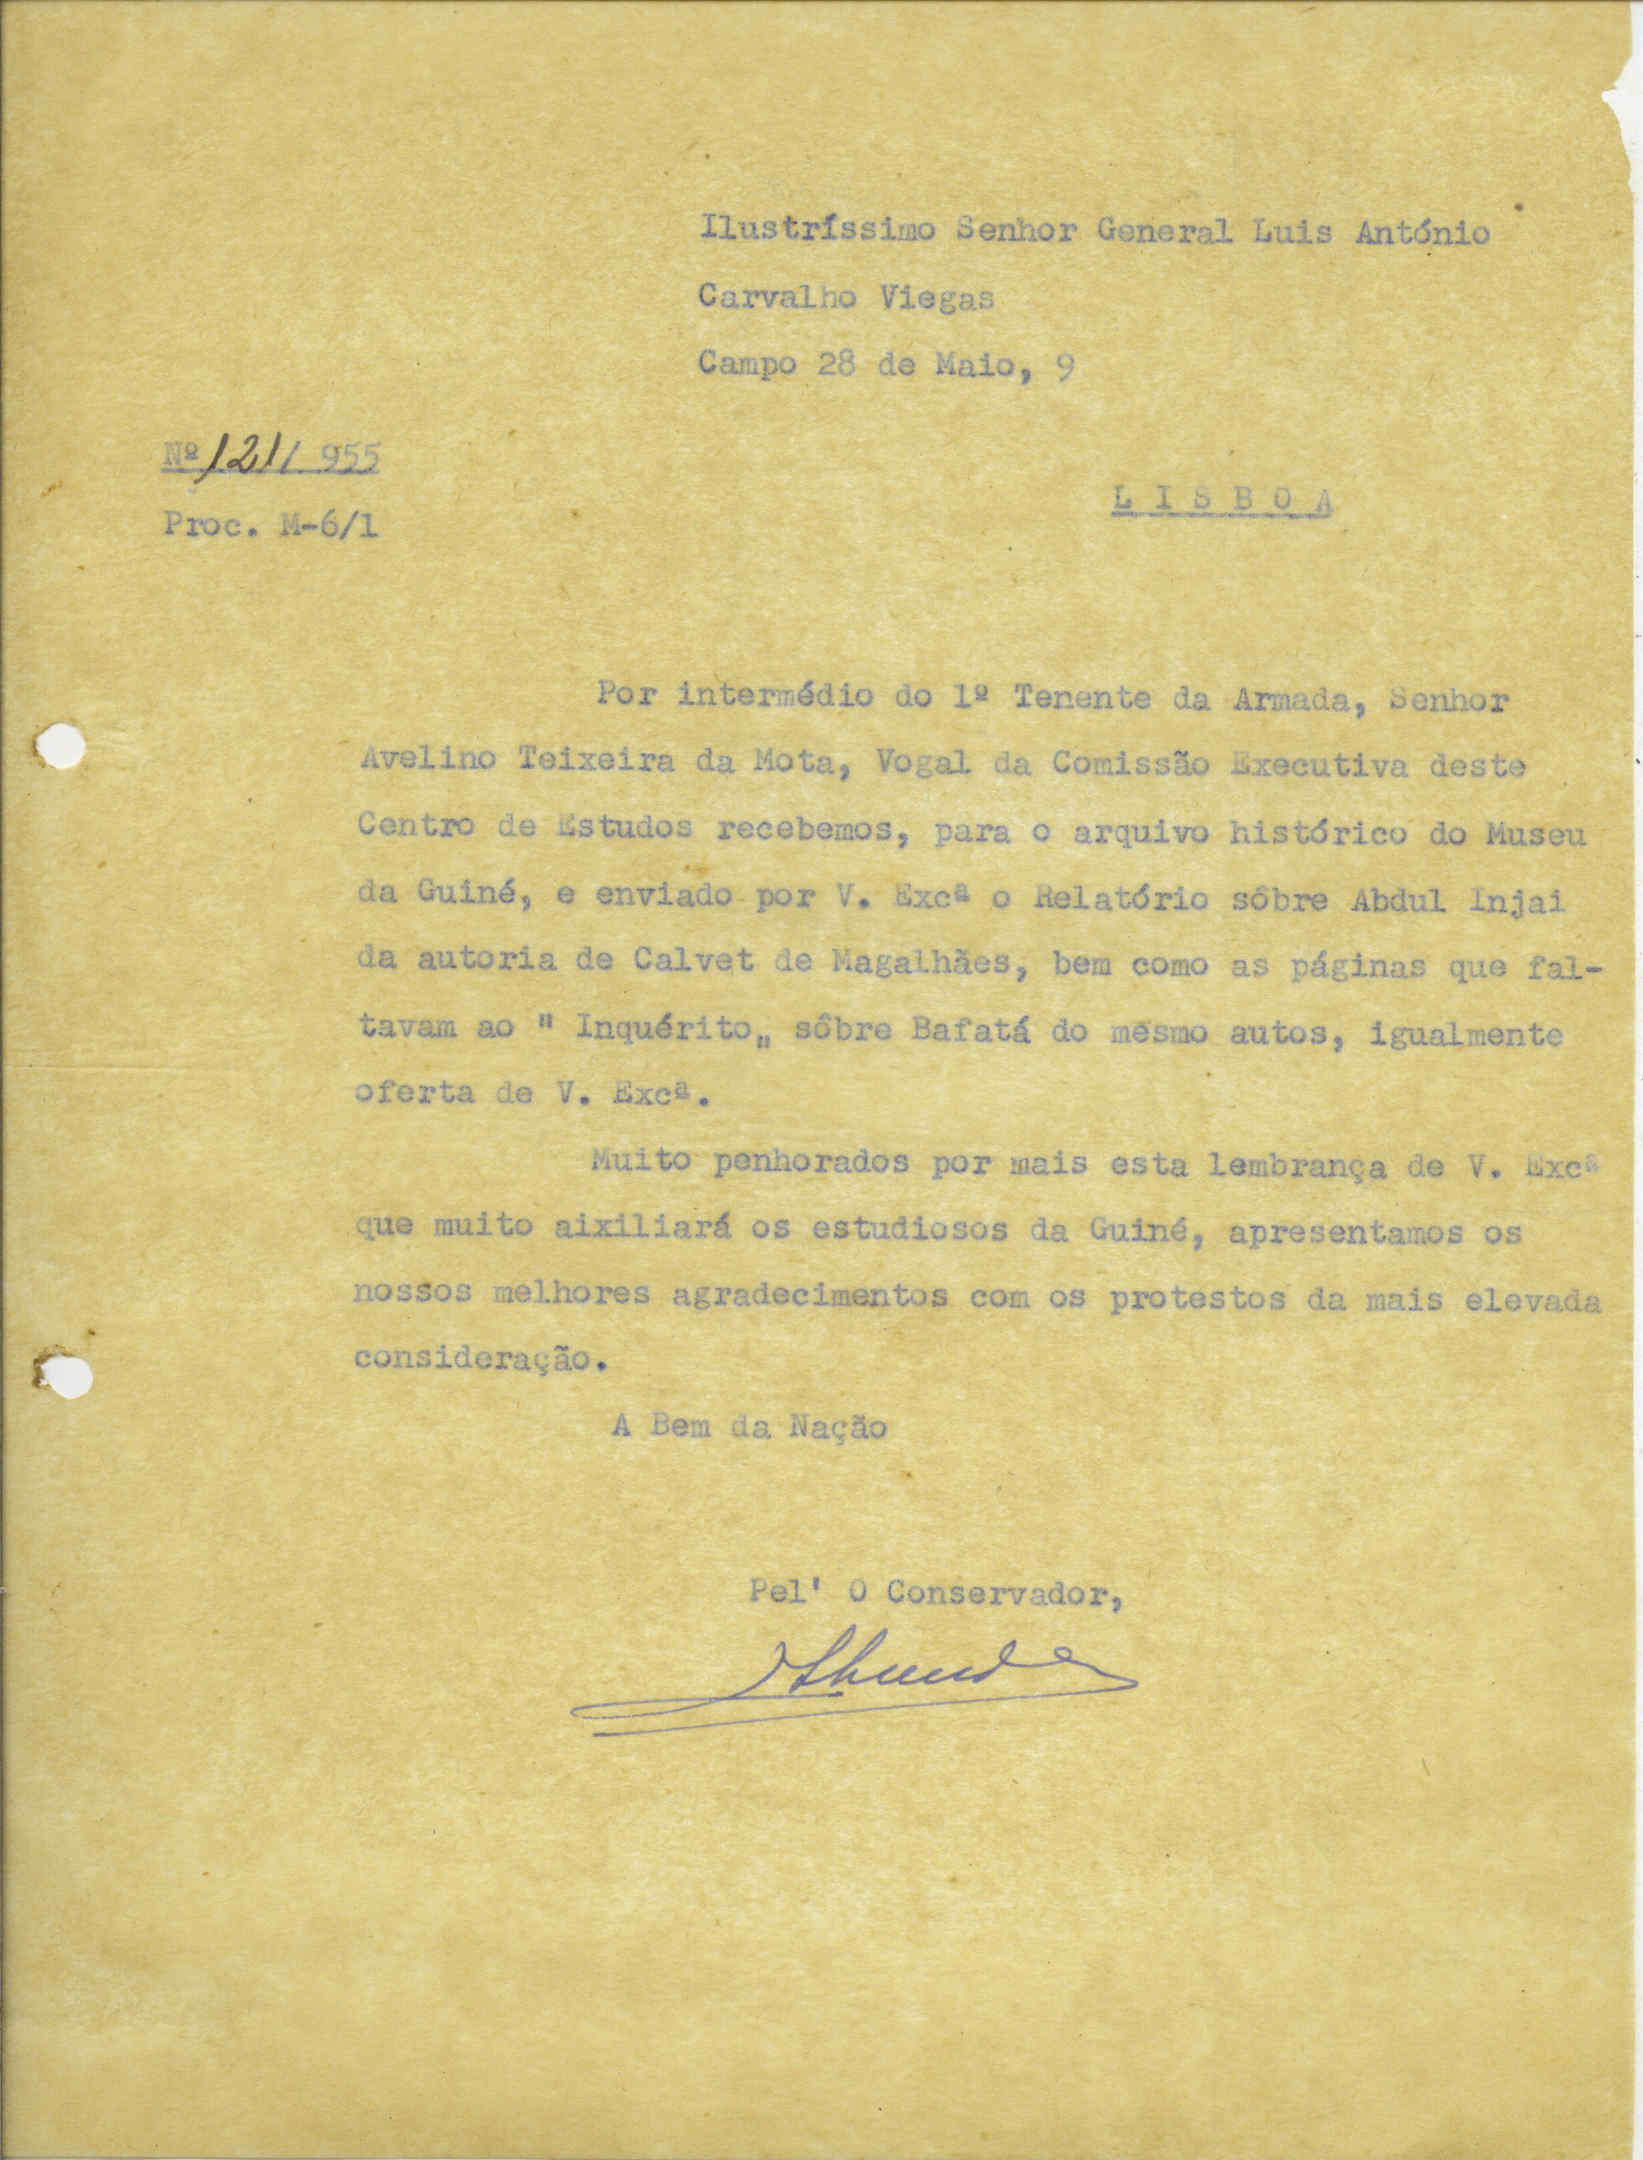 Ilustríssimo Senhor General Luis António
Carvalho Viegas
Campo 28 de Maio, 9
Nº 121/ 955
L I S B O A
Proc. M-6/1
Por intermédio do 1º Tenente da Armada, Senhor
Avelino Teixeira da Mota, Vogal da Comissão Executiva deste
Centro de Estudos recebemos, para o arquivo histórico do Museu
da Guiné, e enviado por V. Excª o Relatório sôbre Abdul Injai
da autoria de Calvet de Magalhães, bem como as páginas que fal-
tavam ao " Inquérito„ sôbre Bafatá do mesmo autos, igualmente
oferta de V. Excª.
Muito penhorados por mais esta lembrança de V. Excª
que muito aixiliará os estudiosos da Guiné, apresentamos os
nossos melhores agradecimentos com os protestos da mais elevada
consideração.
A Bem da Nação
Pel' O Conservador,